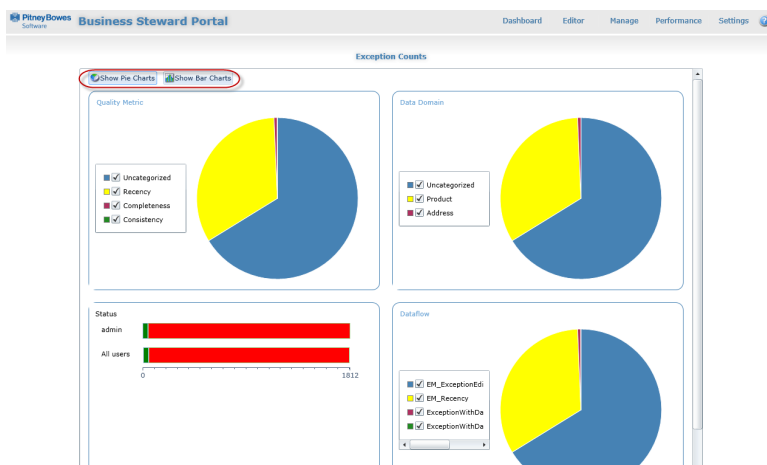 Pitney Bowes
Software
Business Steward Portal
Dashboard Editor Manage Performance Settings
Exception Counts
Show Pie Charts Show Bar Charts
Quality Metric
Uncategorized
Recency
Completeness
Consistency
Data Domain
Uncategorized
Product
Address
Status
admin
All users
0 1812
Dataflow
EM_ExceptionEdi
EM_Recency
ExceptionWithDa
ExceptionWithDa